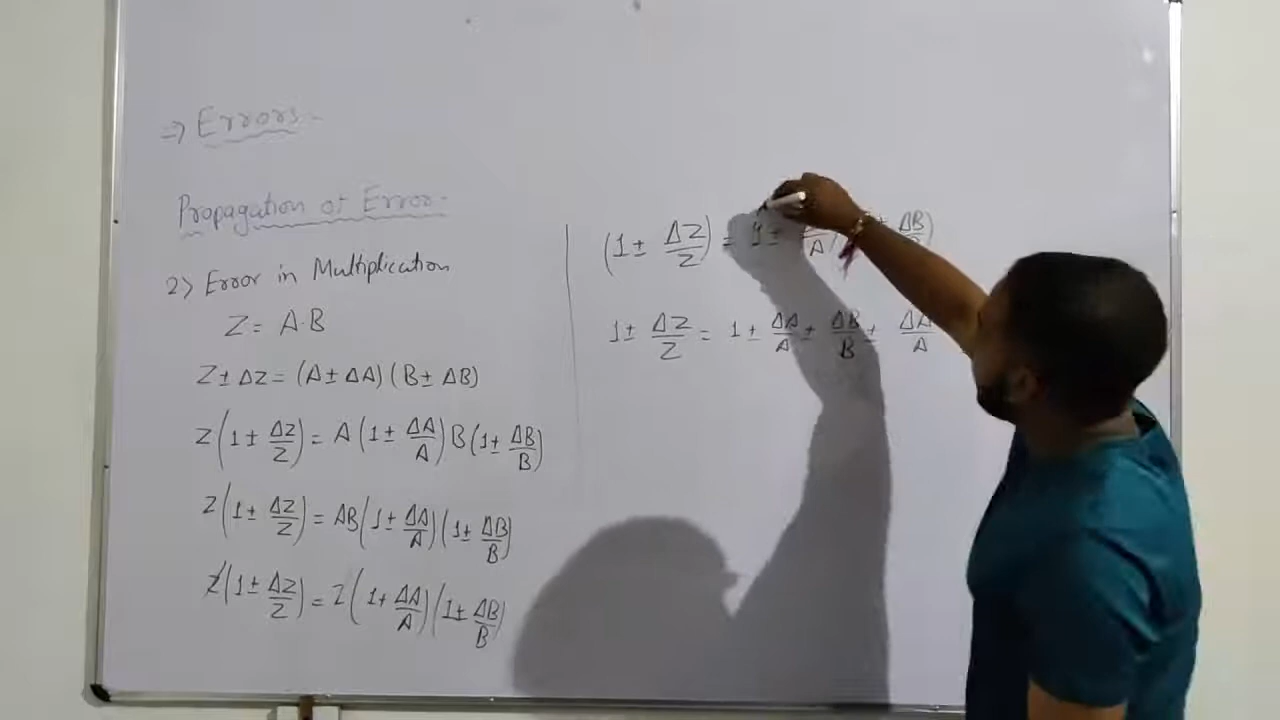 ⇒ Errors-
Propagation of Error-
2> Error in Multiplication
Z = A·B
Z ± ΔZ = (A ± ΔA) (B ± ΔB)
Z (1 ± ΔZ/Z) = A (1 ± ΔA/A) B (1 ± ΔB/B)
Z (1 ± ΔZ/Z) = AB (1 ± ΔA/A) (1 ± ΔB/B)
Z (1 ± ΔZ/Z) = Z (1 + ΔA/A) (1 ± ΔB/B)
(1 ± ΔZ/Z) = 1 ± /A) ± ΔB/)
1 ± ΔZ/Z = 1 ± ΔA/A ± ΔB/B ± ΔA/A